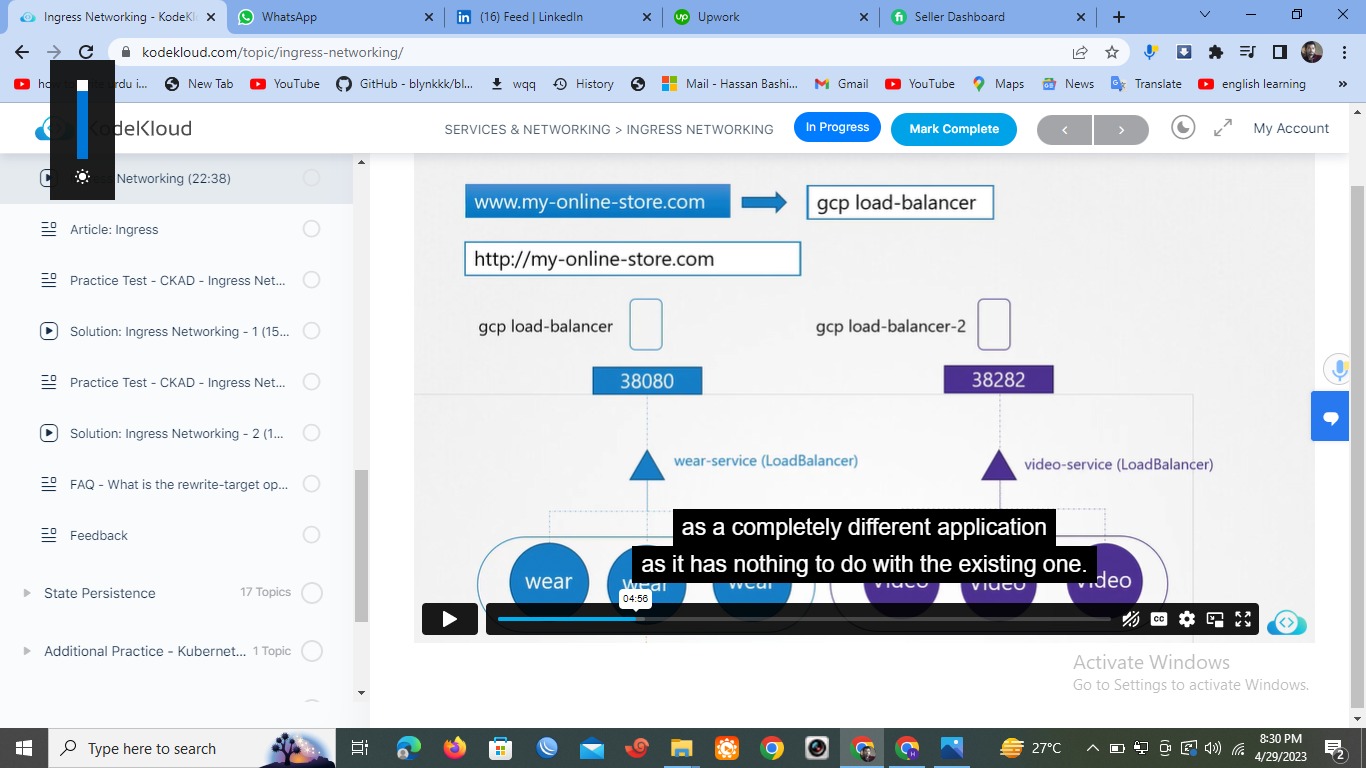 Ingress Networking - KodeKl
WhatsApp
(16) Feed | LinkedIn
Upwork
Seller Dashboard
kodekloud.com/topic/ingress-networking/
urdu i...
New Tab
YouTube
GitHub - blynkkk/bl...
wqq
History
Mail - Hassan Bashi...
Gmail
YouTube
Maps
News
Translate
english learning
KodeKloud
SERVICES & NETWORKING > INGRESS NETWORKING
In Progress
Mark Complete
My Account
Networking (22:38)
Article: Ingress
Practice Test - CKAD - Ingress Net...
Solution: Ingress Networking - 1 (15...
Practice Test - CKAD - Ingress Net...
Solution: Ingress Networking - 2 (1...
FAQ - What is the rewrite-target op...
Feedback
State Persistence
17 Topics
Additional Practice - Kubernet...
1 Topic
www.my-online-store.com
gcp load-balancer
http://my-online-store.com
gcp load-balancer
gcp load-balancer-2
38080
38282
wear-service (LoadBalancer)
video-service (LoadBalancer)
as a completely different application
as it has nothing to do with the existing one.
wear
wear
wear
video
video
video
04:56
CC
Activate Windows
Go to Settings to activate Windows.
Type here to search
27°C
8:30 PM
4/29/2023
2